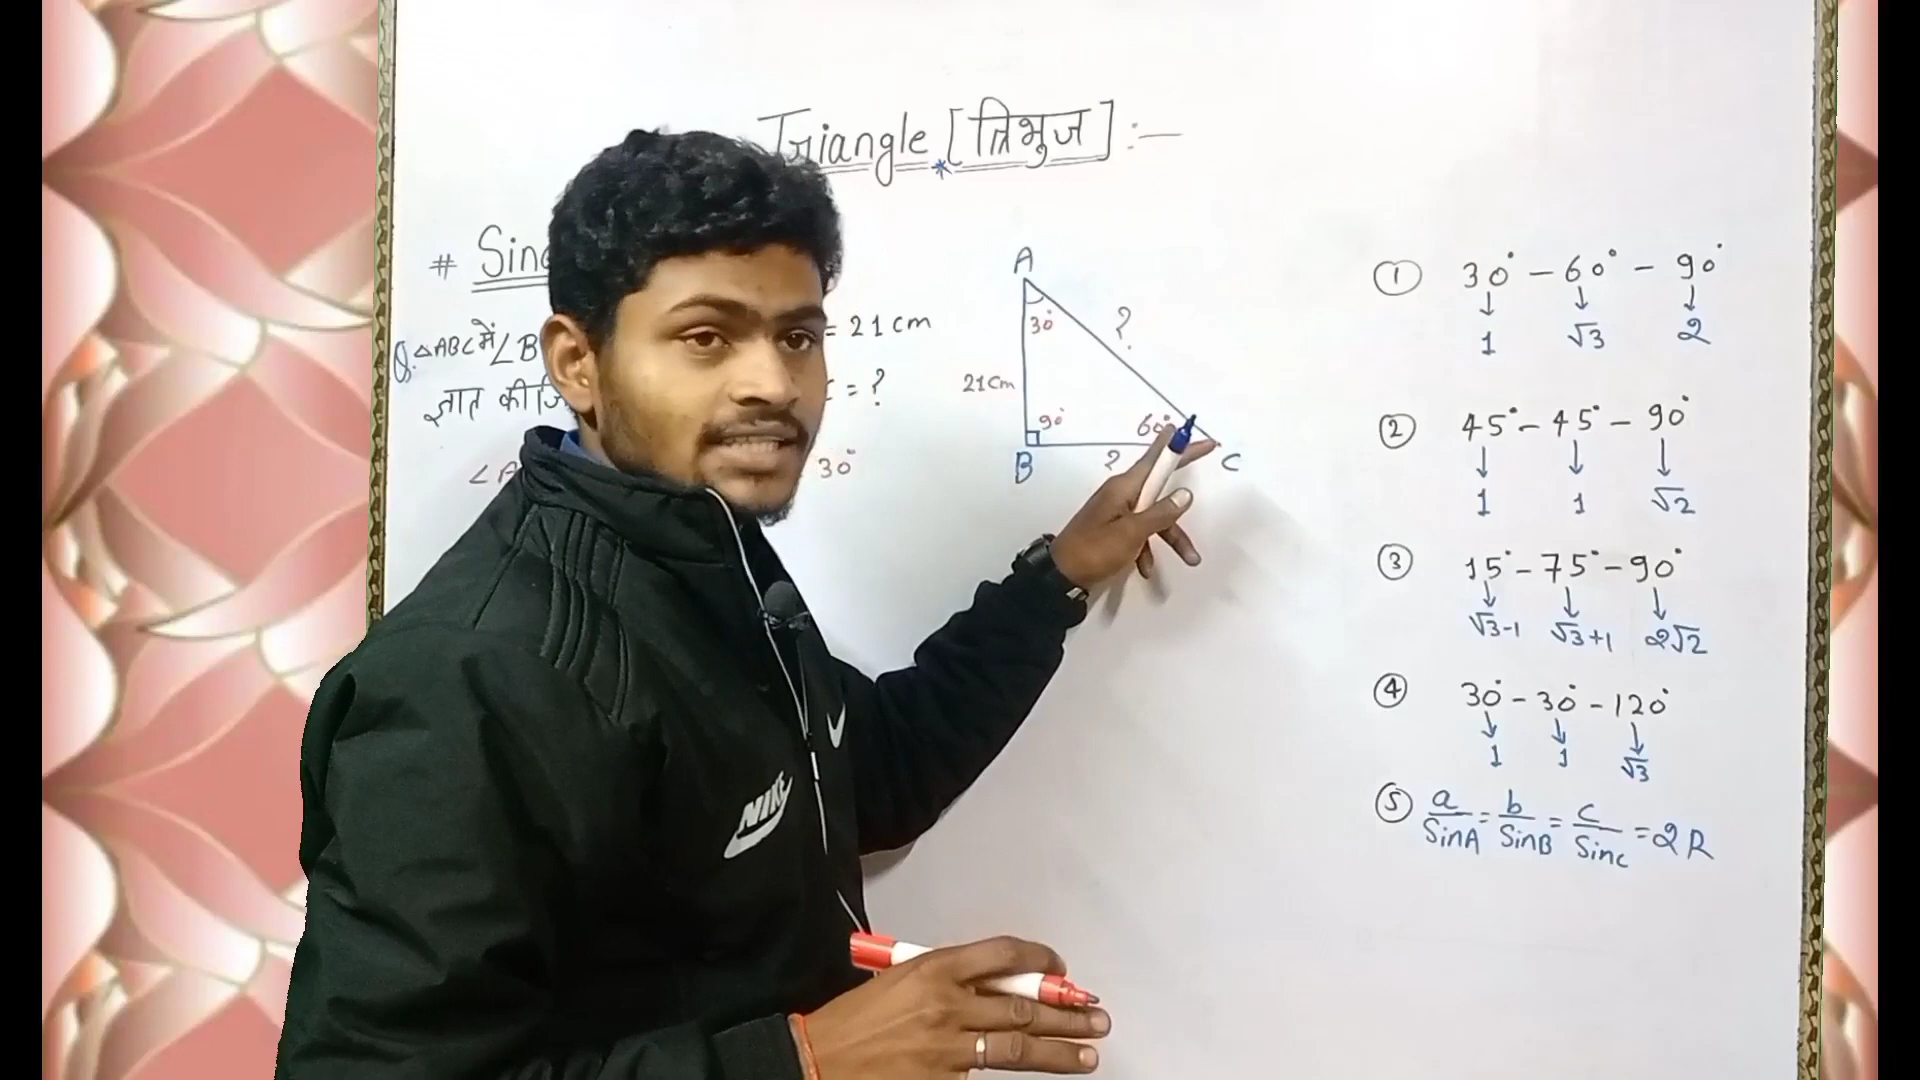 Triangle [त्रिभुज] :—
# Sin
Q. △ABC में ∠B = 21 cm
ज्ञात कीजि = ?
∠A 30°
A
30°
?
21cm
90°
60°
B
?
C
① 30° - 60° - 90°
↓ ↓ ↓
1 √3 2
② 45° - 45° - 90°
↓ ↓ ↓
1 1 √2
③ 15° - 75° - 90°
↓ ↓ ↓
√3-1 √3+1 2√2
④ 30° - 30° - 120°
↓ ↓ ↓
1 1 √3
⑤ a/SinA = b/SinB = c/Sinc = 2R
NIKE